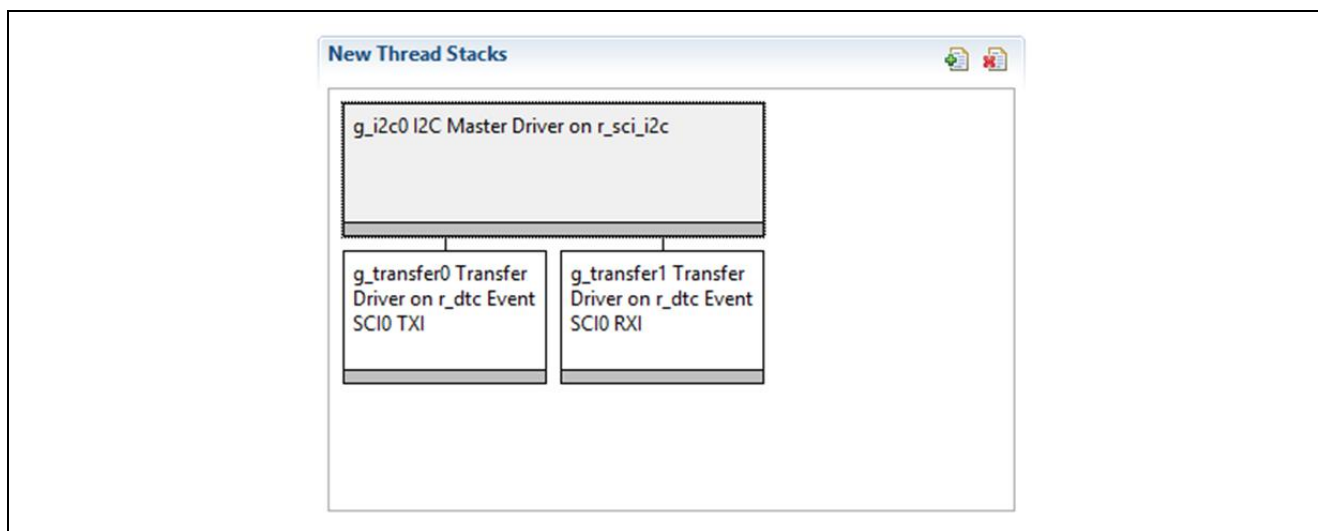 New Thread Stacks
g_i2c0 I2C Master Driver on r_sci_i2c
g_transfer0 Transfer
Driver on r_dtc Event
SCI0 TXI
g_transfer1 Transfer
Driver on r_dtc Event
SCI0 RXI